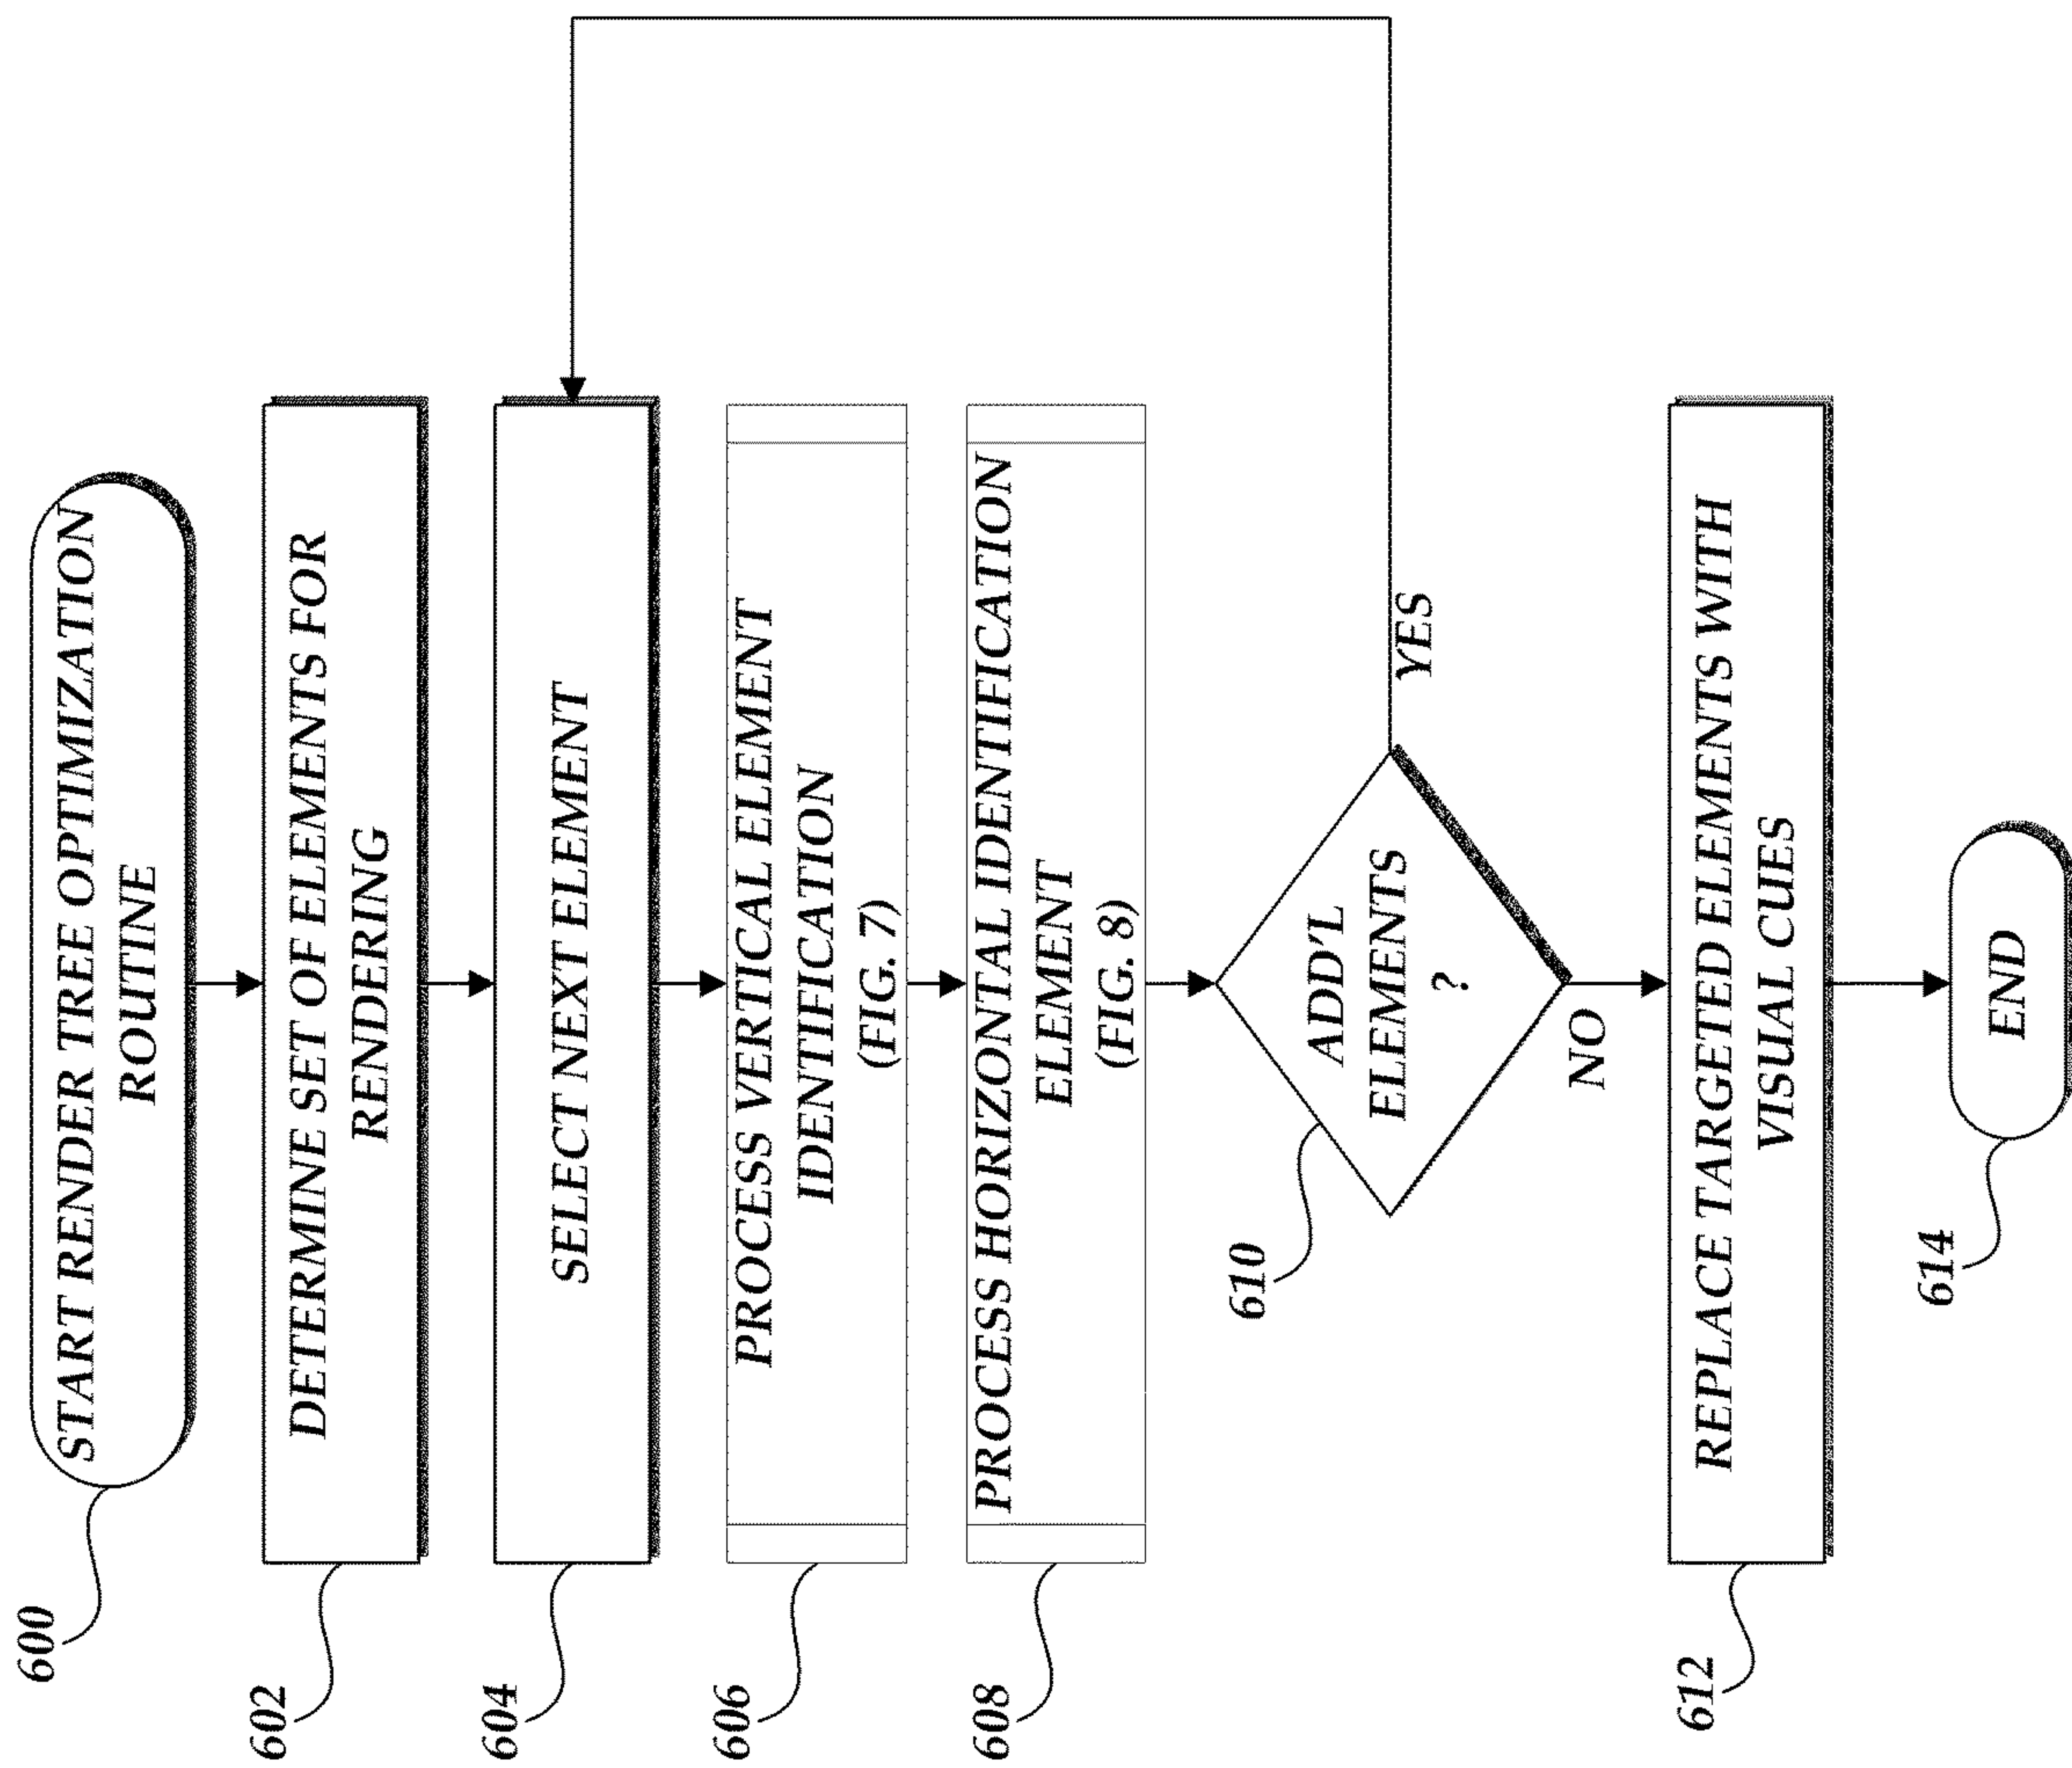 600
START RENDER TREE OPTIMIZATION
ROUTINE
602
DETERMINE SET OF ELEMENTS FOR
RENDERING
604
SELECT NEXT ELEMENT
606
PROCESS VERTICAL ELEMENT
IDENTIFICATION
(FIG. 7)
608
PROCESS HORIZONTAL IDENTIFICATION
ELEMENT
(FIG. 8)
610
ADD'L
ELEMENTS
?
YES
NO
612
REPLACE TARGETED ELEMENTS WITH
VISUAL CUES
614
END